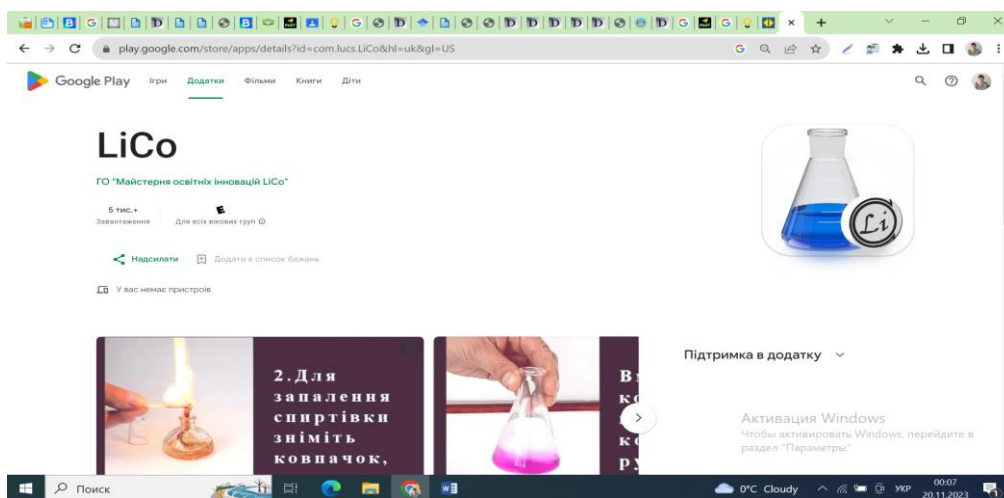 play.google.com/store/apps/details?id=com.lucs.LiCo&hl=uk&gl=US
Google Play Ігри Додатки Фільми Книги Діти
LiCo
ГО "Майстерня освітніх інновацій LiCo"
5 тис.+
Завантаження
Для всіх вікових груп
Надсилати Додати в список бажань
У вас немає пристроїв
Li
2.Для
запалення
спиртівки
зніміть
ковпачок,
Підтримка в додатку
Активация Windows
Чтобы активировать Windows, перейдите в
раздел "Параметры".
Поиск
0°C Cloudy
УКР
00:07
20.11.2023